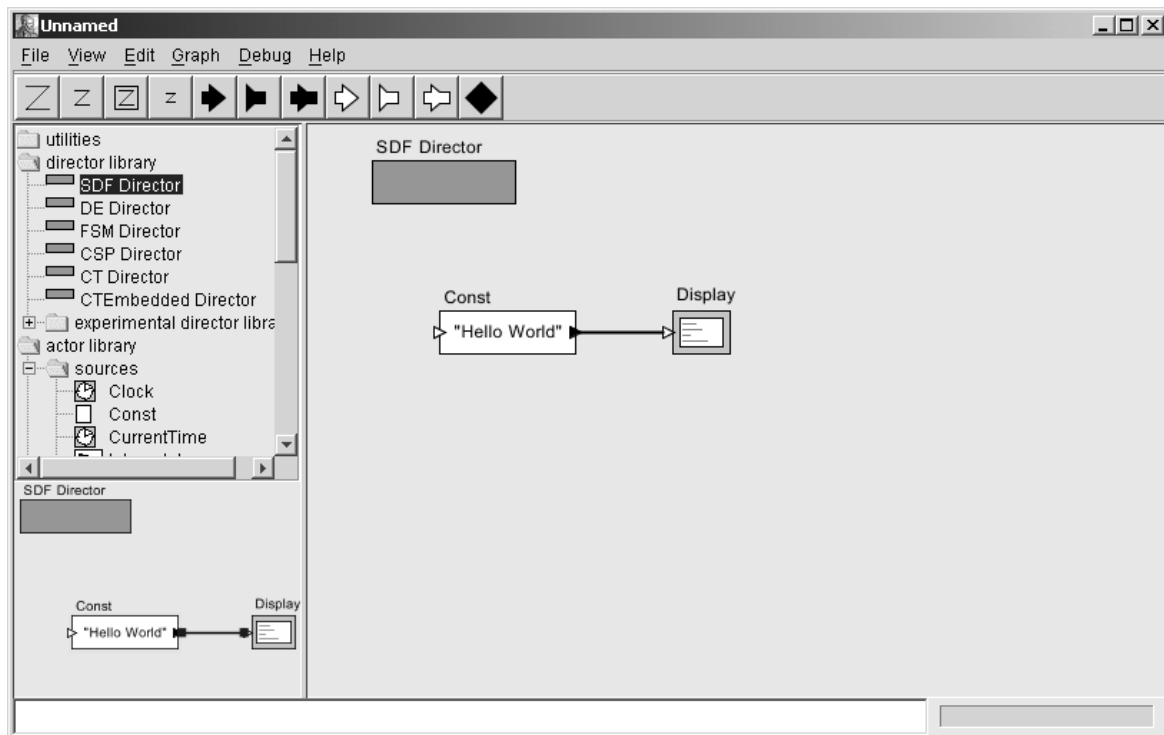 Unnamed
File View Edit Graph Debug Help
Z Z Z z
utilities
director library
SDF Director
DE Director
FSM Director
CSP Director
CT Director
CTEmbedded Director
experimental director libra
actor library
sources
Clock
Const
CurrentTime
SDF Director
Const
"Hello World"
Display
SDF Director
Const
"Hello World"
Display